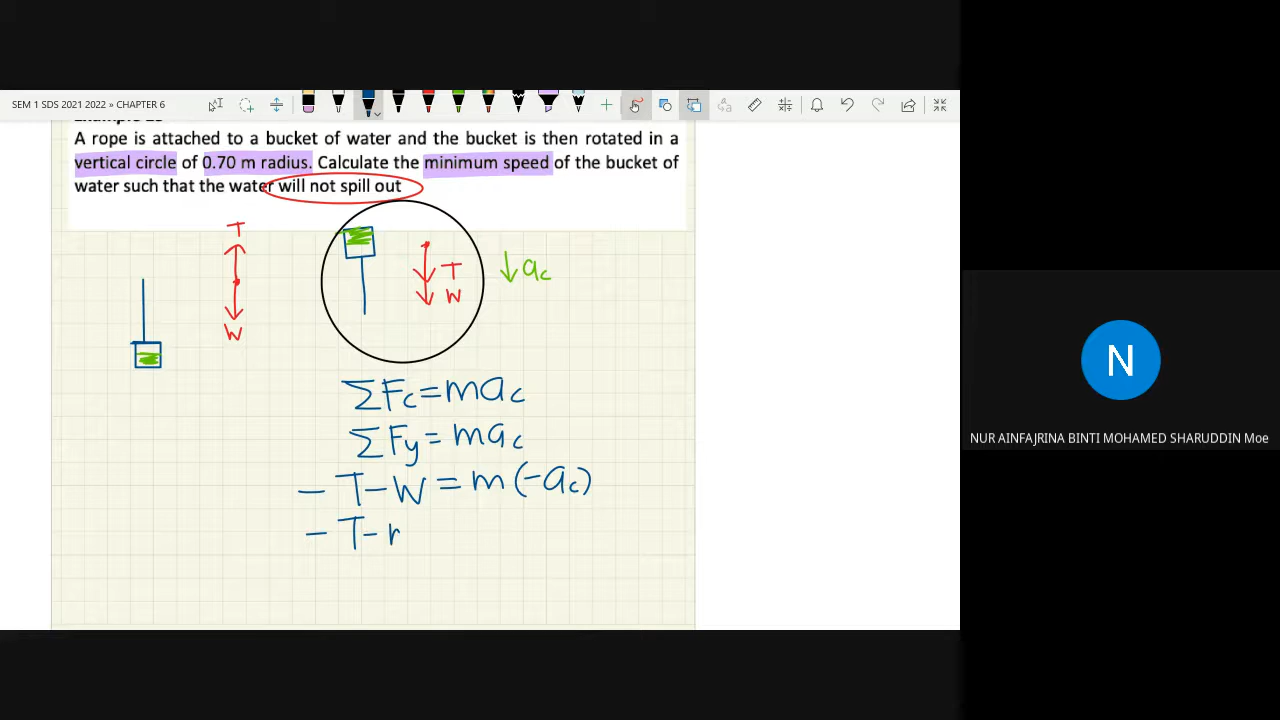 SEM 1 SDS 2021 2022 » CHAPTER 6
A rope is attached to a bucket of water and the bucket is then rotated in a
vertical circle of 0.70 m radius. Calculate the minimum speed of the bucket of
water such that the water will not spill out
T
W
T
W
ac
ΣFc=mac
ΣFy=mac
-T-W=m(-ac)
-T-r
N
NUR AINFAJRINA BINTI MOHAMED SHARUDDIN Moe